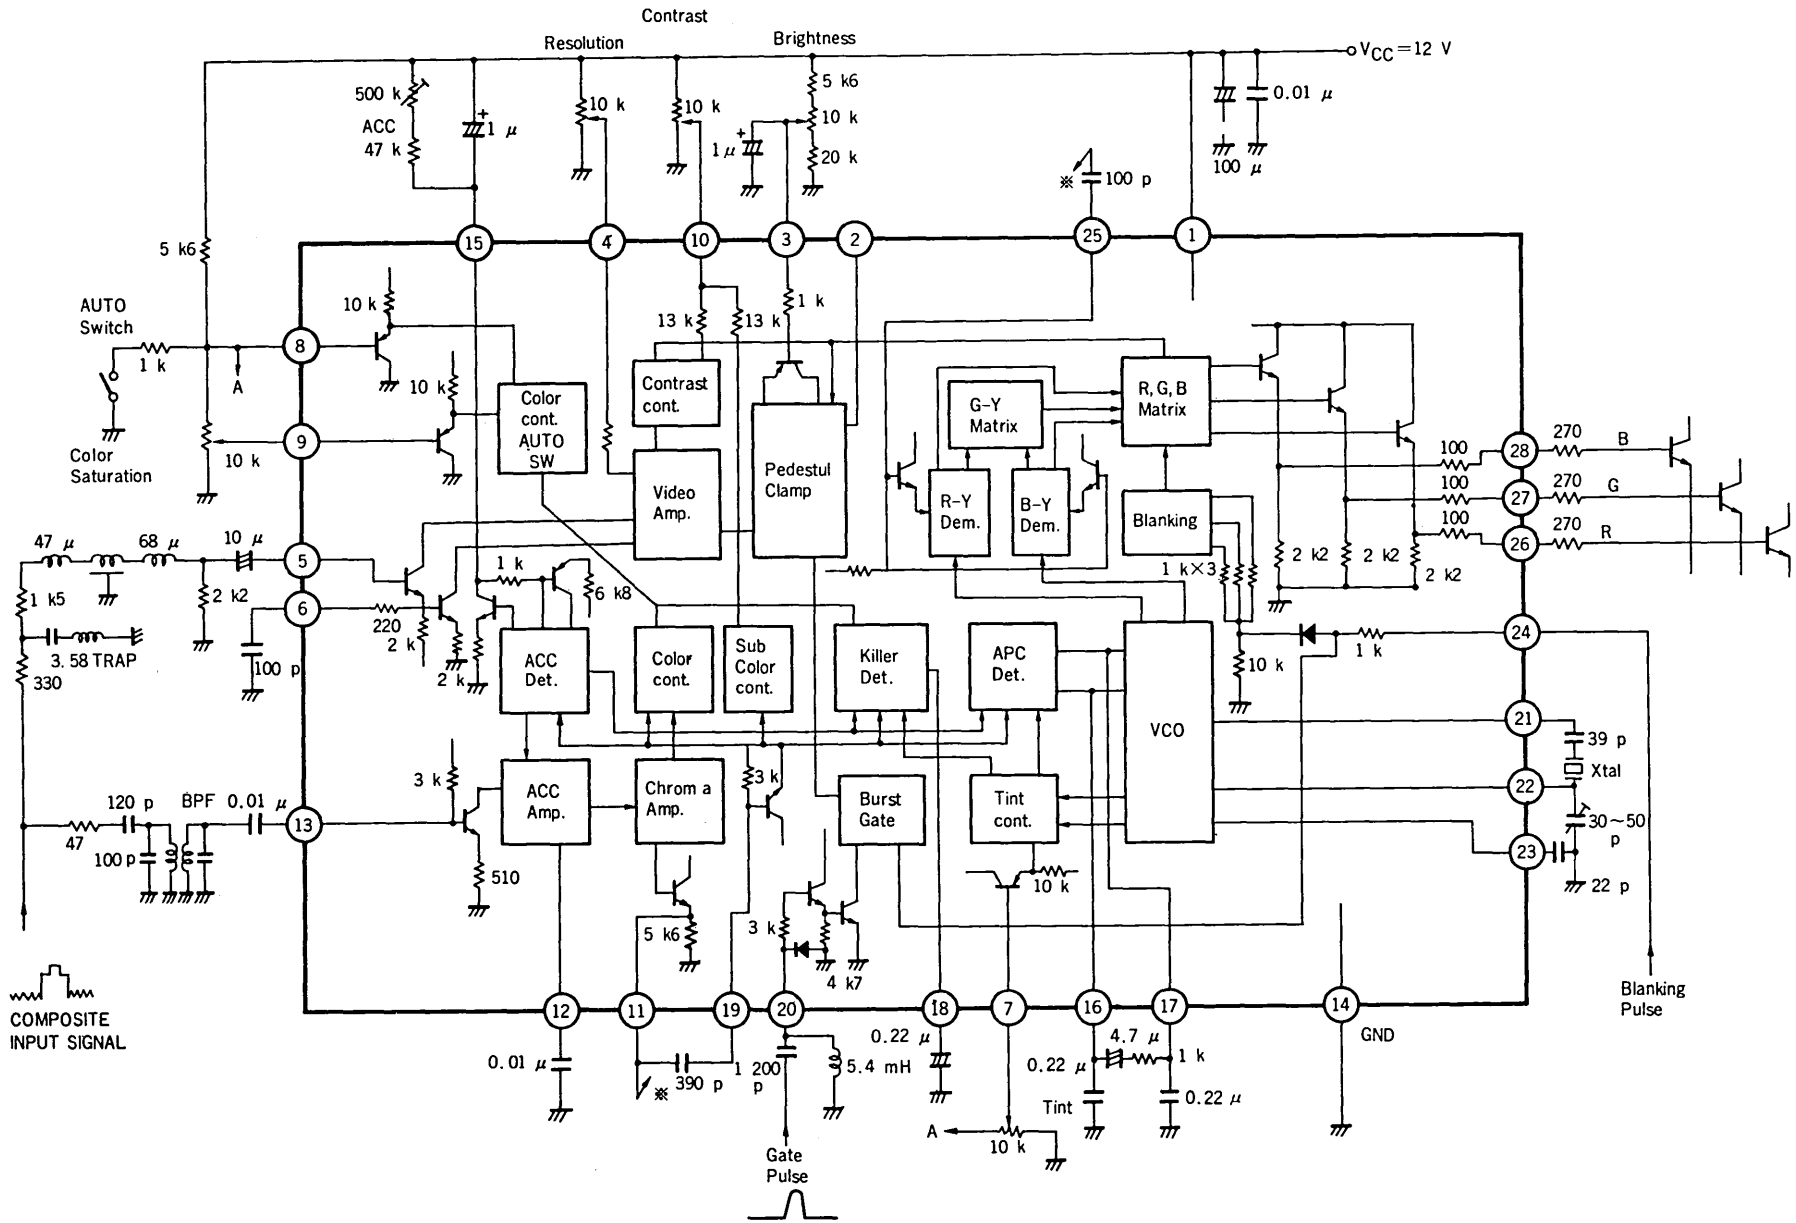 Contrast
Resolution
Brightness
VCC=12 V
500 k
ACC
47 k
+
1 μ
10 k
10 k
5 k6
10 k
20 k
+
1 μ
※
100 p
0.01 μ
100 μ
5 k6
15
4
10
3
2
25
1
AUTO
Switch
1 k
A
8
10 k
10 k
9
10 k
Color
Saturation
Color
cont.
AUTO
SW
13 k
13 k
1 k
Contrast
cont.
Video
Amp.
Pedestul
Clamp
G-Y
Matrix
R-Y
Dem.
B-Y
Dem.
R, G, B
Matrix
Blanking
1 k×3
100
100
100
28
27
26
270
B
270
G
270
R
2 k2
2 k2
2 k2
47 μ
68 μ
10 μ
5
1 k5
2 k2
6
3.58 TRAP
330
100 p
220
2 k
2 k
1 k
6 k8
ACC
Det.
Color
cont.
Sub
Color
cont.
Killer
Det.
APC
Det.
VCO
10 k
1 k
24
21
39 p
Xtal
22
30~50
p
23
22 p
120 p
BPF
0.01 μ
47
100 p
13
3 k
510
ACC
Amp.
Chroma
Amp.
3 k
Burst
Gate
Tint
cont.
10 k
5 k6
3 k
4 k7
COMPOSITE
INPUT SIGNAL
12
11
19
20
18
7
16
17
14
GND
Blanking
Pulse
0.01 μ
※
390 p
1 200
p
5.4 mH
0.22 μ
4.7 μ
1 k
0.22 μ
0.22 μ
Tint
A
10 k
Gate
Pulse